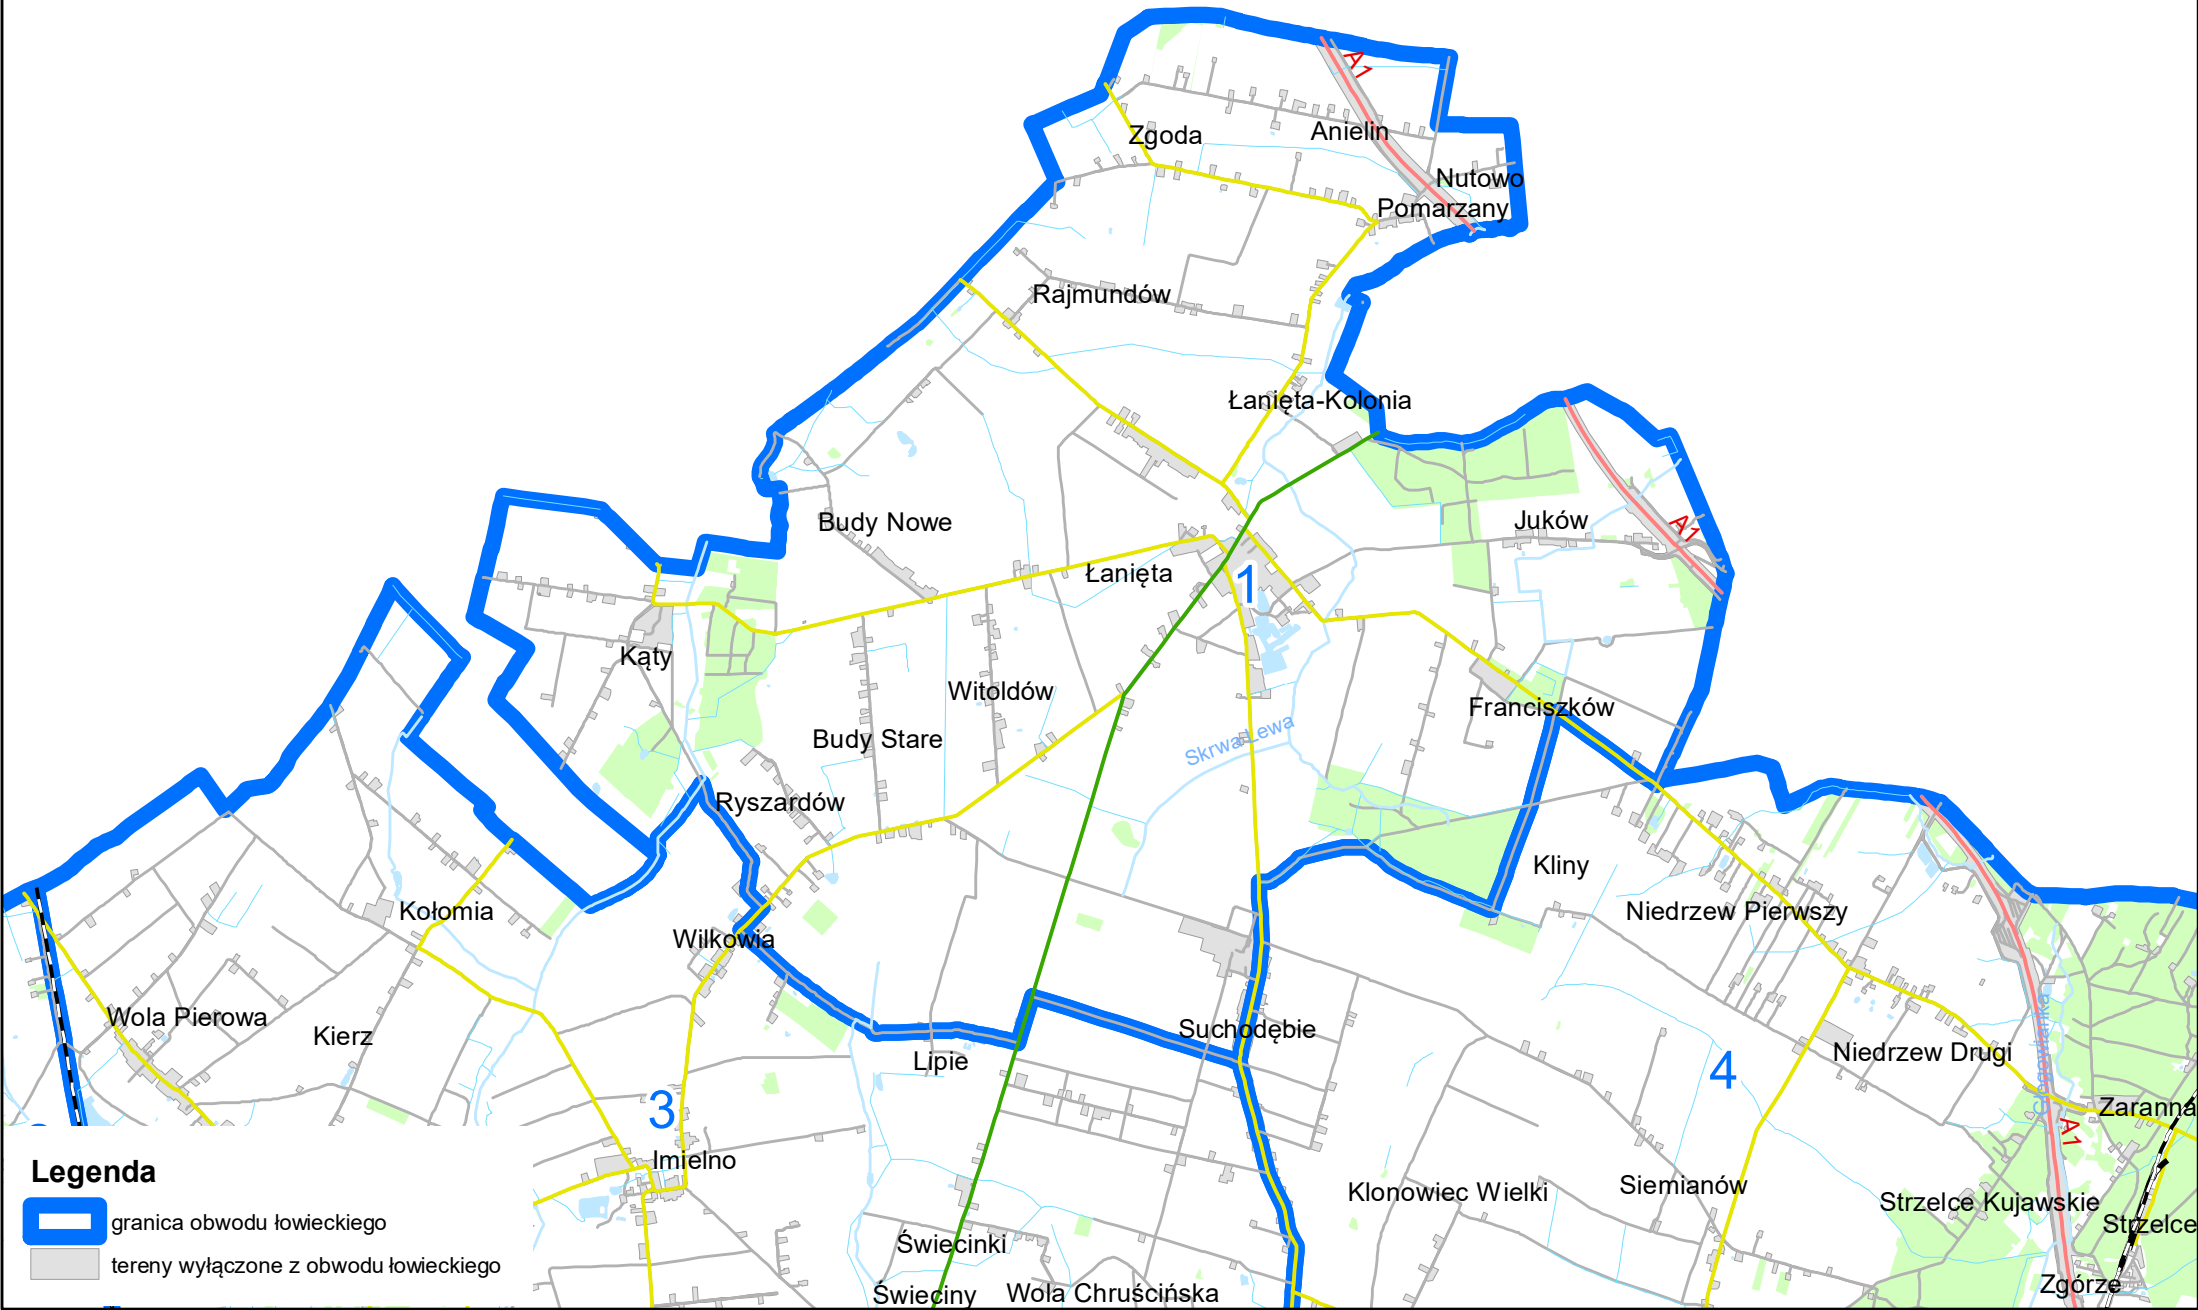 A1
Zgoda
Anielin
Nutowo
Pomarzany
Rajmundów
Łanięta-Kolonia
Budy Nowe
Juków
A1
Łanięta
1
Kąty
Witoldów
Franciszków
Budy Stare
Skrwa Lewa
Ryszardów
Kliny
Kołomia
Niedrzew Pierwszy
Wilkowia
Wola Pierowa
Kierz
Suchodębie
Lipie
Niedrzew Drugi
4
Głogowianka
3
Zaranna
A1
Imielno
Klonowiec Wielki
Siemianów
Strzelce Kujawskie
Strzelce
Świecinki
Zgórze
Świeciny
Wola Chruścińska
Legenda
granica obwodu łowieckiego
tereny wyłączone z obwodu łowieckiego